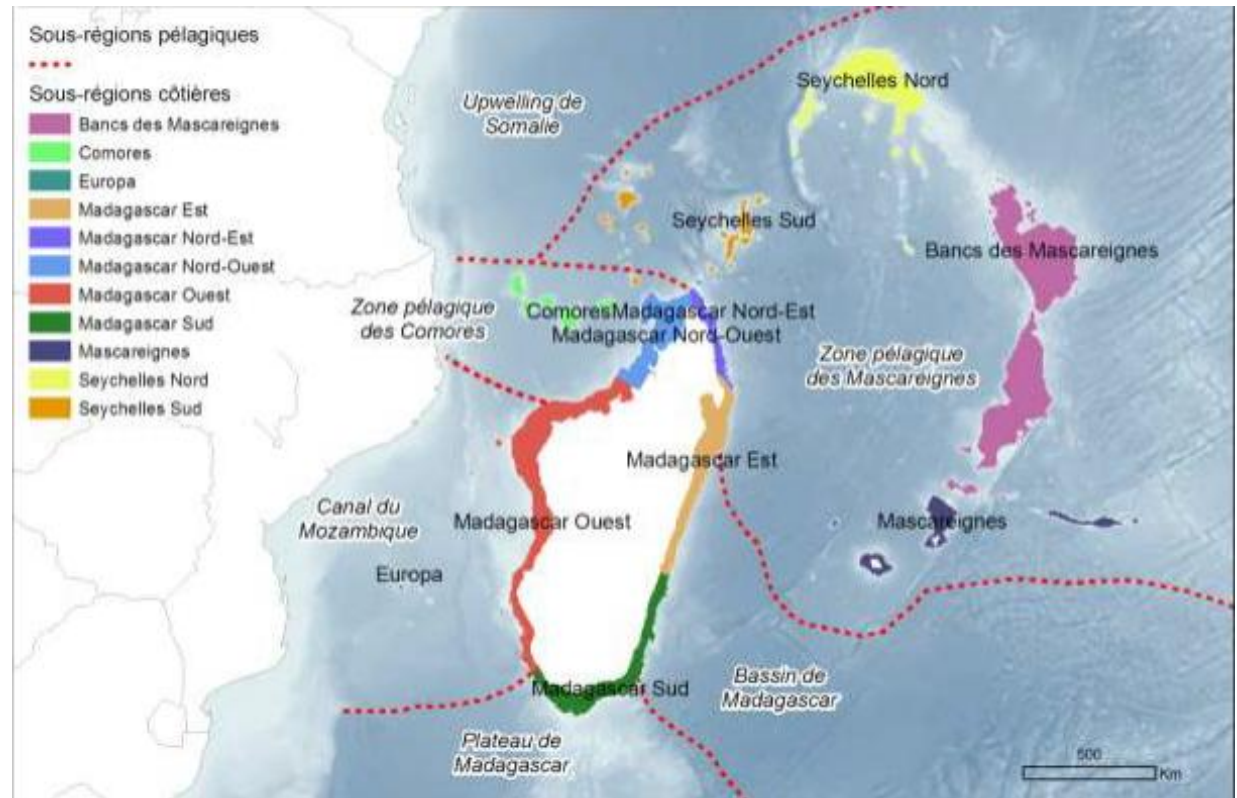 Sous-régions pélagiques
Sous-régions côtières
Bancs des Mascareignes
Comores
Europa
Madagascar Est
Madagascar Nord-Est
Madagascar Nord-Ouest
Madagascar Ouest
Madagascar Sud
Mascareignes
Seychelles Nord
Seychelles Sud
Upwelling de
Somalie
Seychelles Nord
Seychelles Sud
Bancs des Mascareignes
Zone pélagique
des Comores
Comores
Madagascar Nord-Est
Madagascar Nord-Ouest
Zone pélagique
des Mascareignes
Madagascar Est
Canal du
Mozambique
Madagascar Ouest
Mascareignes
Europa
Madagascar Sud
Bassin de
Madagascar
Plateau de
Madagascar
500
Km